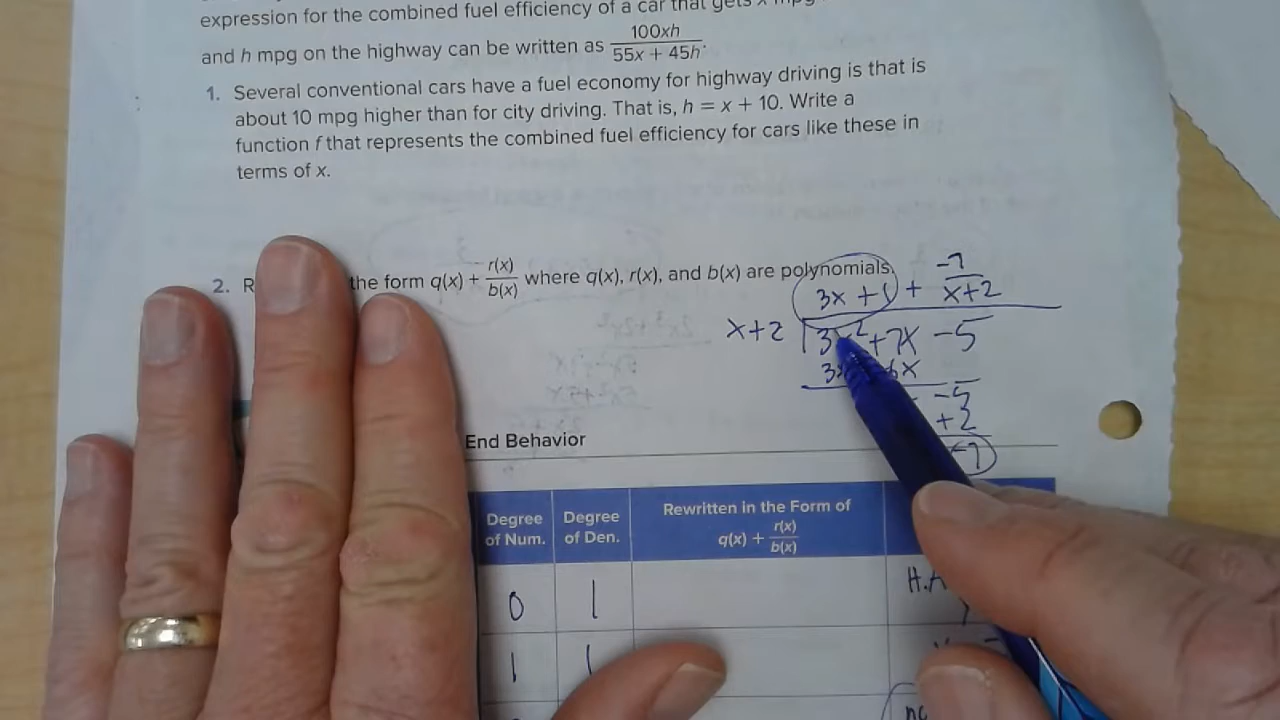 expression for the combined fuel efficiency of a car that gets x mpg
and h mpg on the highway can be written as 100xh / 55x + 45h.
1. Several conventional cars have a fuel economy for highway driving is that is
about 10 mpg higher than for city driving. That is, h = x + 10. Write a
function f that represents the combined fuel efficiency for cars like these in
terms of x.
2. R the form q(x) + r(x)/b(x) where q(x), r(x), and b(x) are polynomials.
-7
3x + 1 + x+2
x+2 3x² + 7x - 5
6x
-5
+2
-7
End Behavior
Degree of Num.
Degree of Den.
Rewritten in the Form of q(x) + r(x)/b(x)
0 1 H.A
1 1